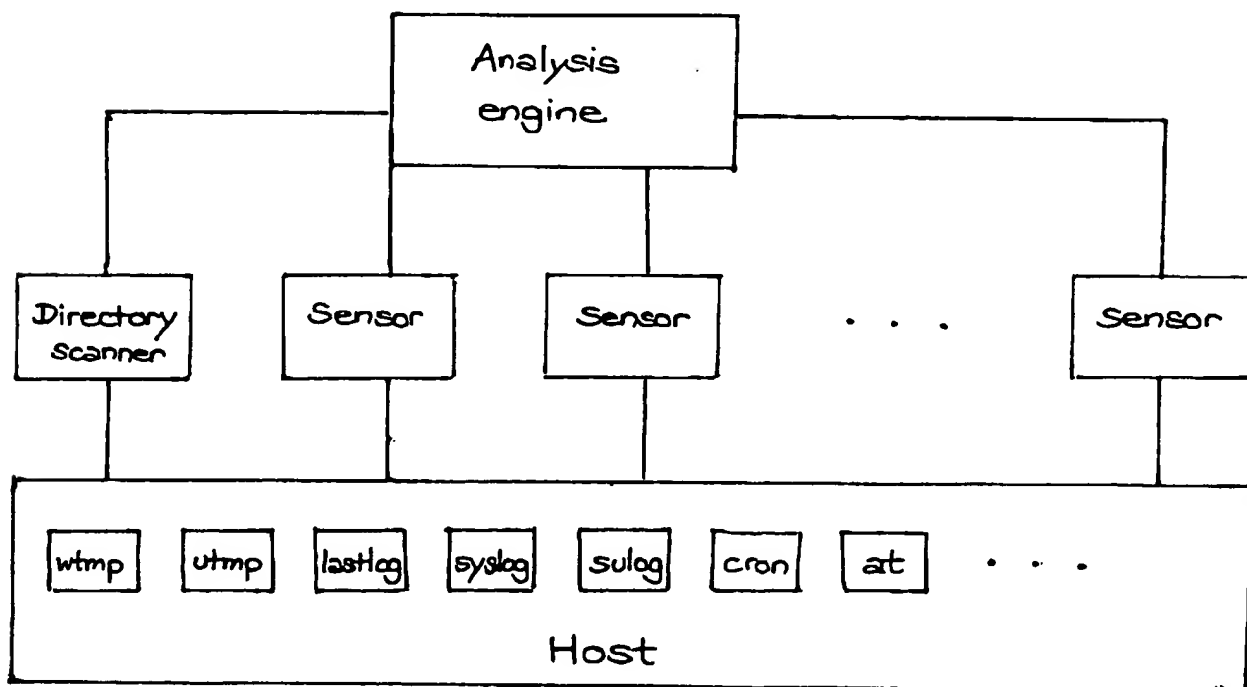 Analysis
engine
Directory
scanner
Sensor
Sensor
. . .
Sensor
wtmp
utmp
lastlog
syslog
sulog
cron
at
. . .
Host